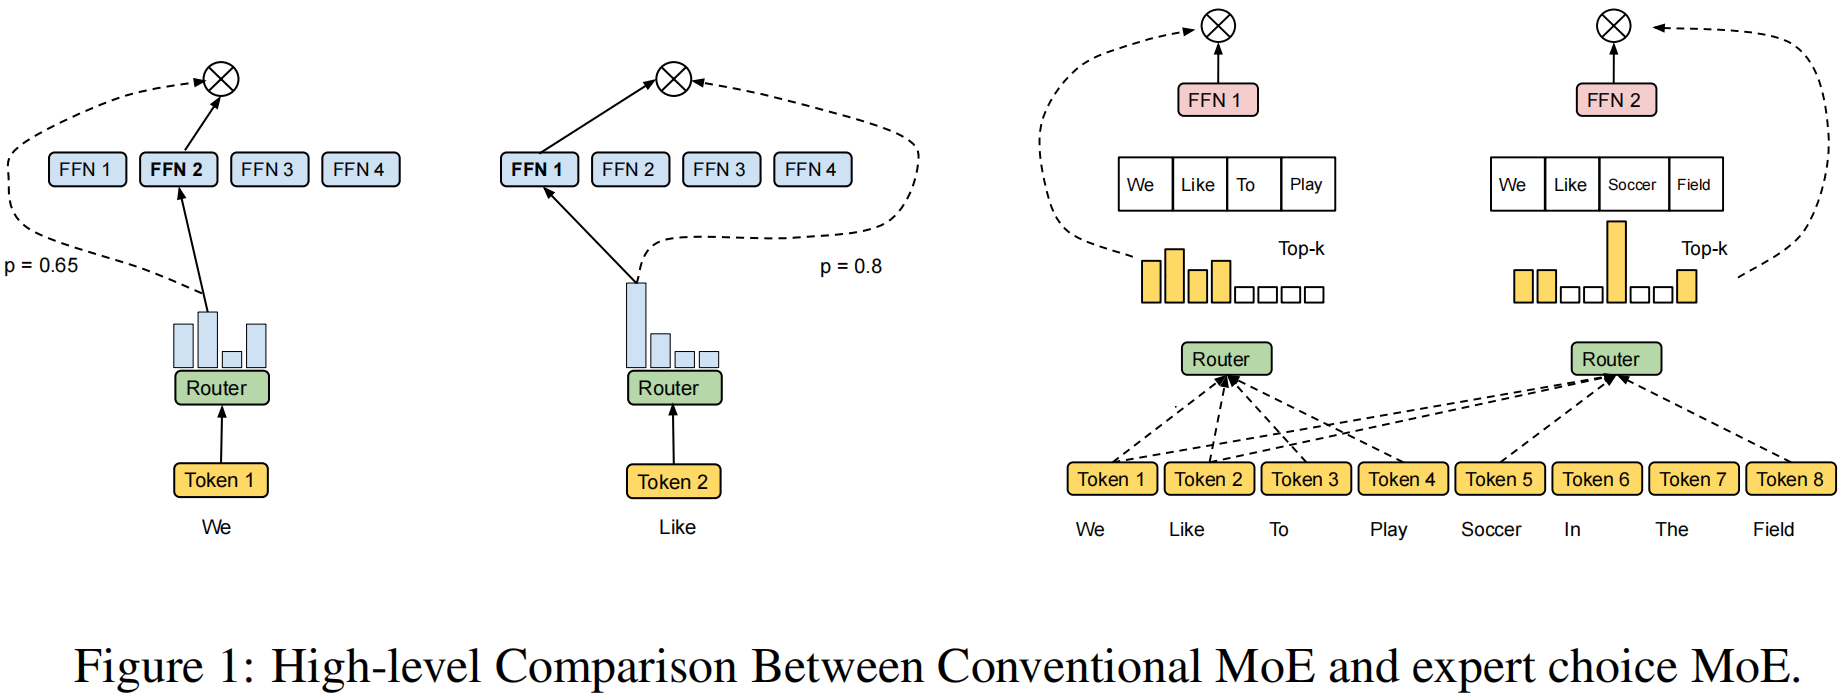 FFN 1 FFN 2 FFN 3 FFN 4
p = 0.65
Router
Token 1
We
FFN 1 FFN 2 FFN 3 FFN 4
p = 0.8
Router
Token 2
Like
FFN 1
We Like To Play
Top-k
Router
FFN 2
We Like Soccer Field
Top-k
Router
Token 1 Token 2 Token 3 Token 4 Token 5 Token 6 Token 7 Token 8
We Like To Play Soccer In The Field
Figure 1: High-level Comparison Between Conventional MoE and expert choice MoE.